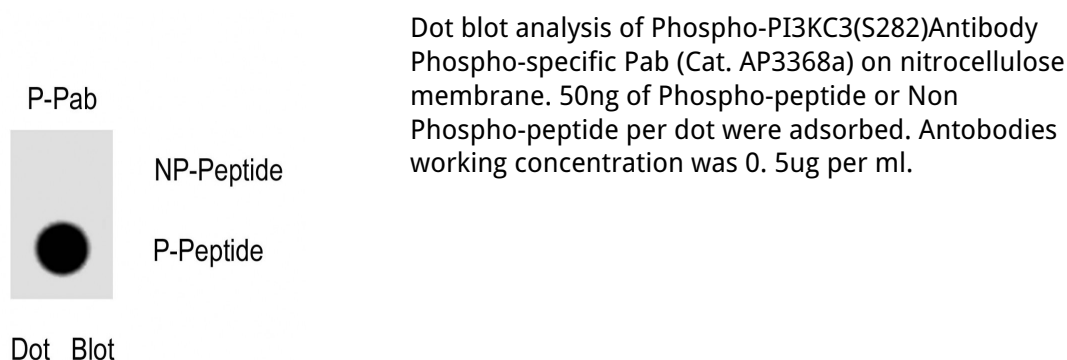 P-Pab
NP-Peptide
P-Peptide
Dot Blot
Dot blot analysis of Phospho-PI3KC3(S282)Antibody
Phospho-specific Pab (Cat. AP3368a) on nitrocellulose
membrane. 50ng of Phospho-peptide or Non
Phospho-peptide per dot were adsorbed. Antobodies
working concentration was 0. 5ug per ml.